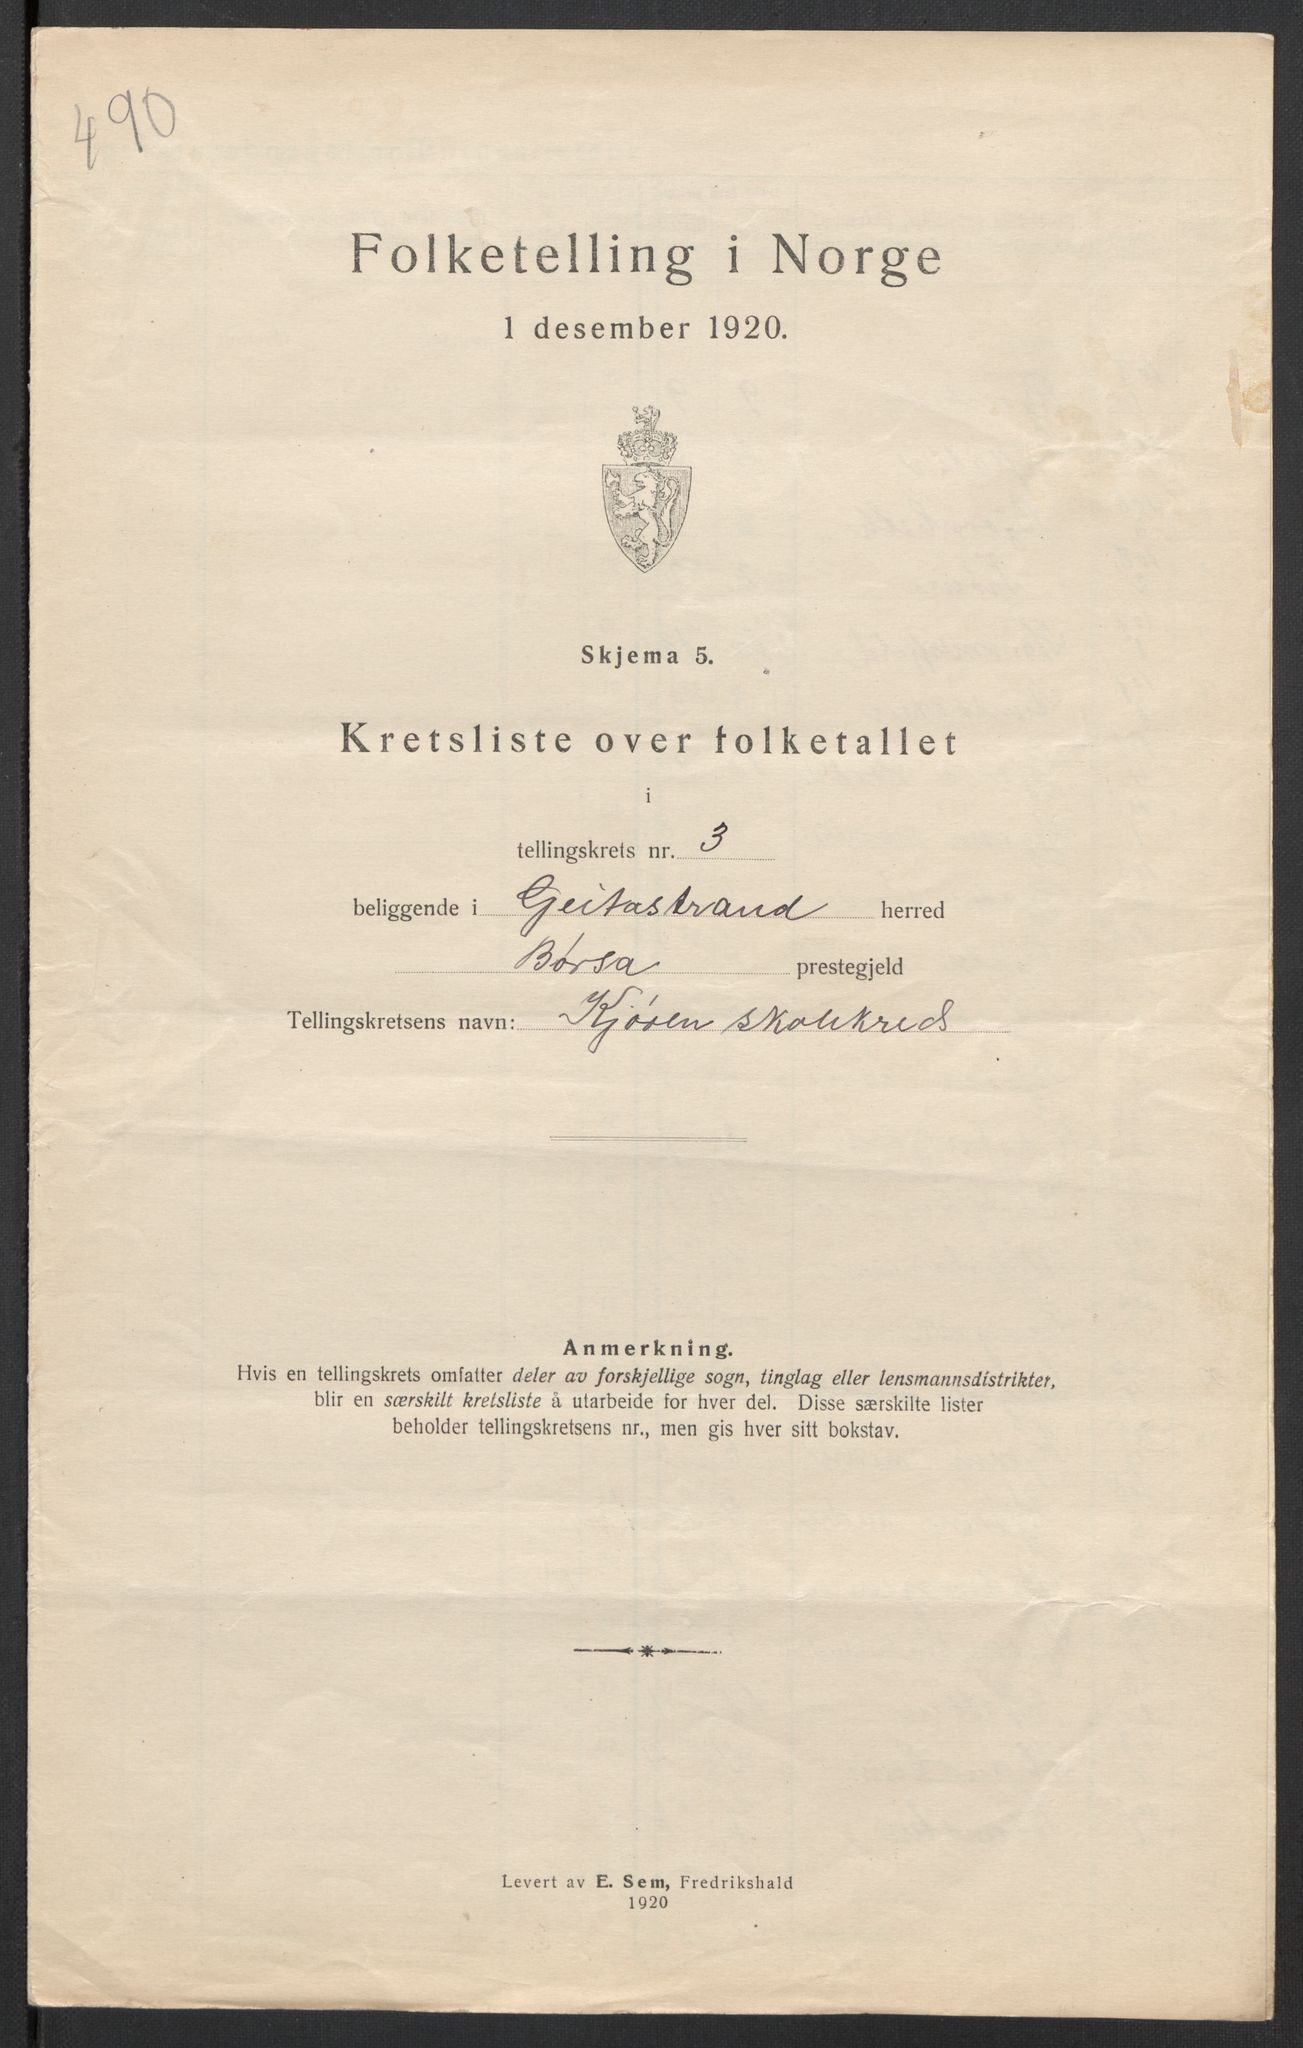 490
Folketelling i Norge
1 desember 1920.
Skjema 5.
Kretsliste over folketallet
i
tellingskrets nr. 3
beliggende i Geitastrand herred
Børsa prestegjeld
Tellingskretsens navn: Kjøren skolekreds
Anmerkning.
Hvis en tellingskrets omfatter deler av forskjellige sogn, tinglag eller lensmannsdistrikter,
blir en særskilt kretsliste å utarbeide for hver del. Disse særskilte lister
beholder tellingskretsens nr., men gis hver sitt bokstav.
Levert av E. Sem, Fredrikshald
1920